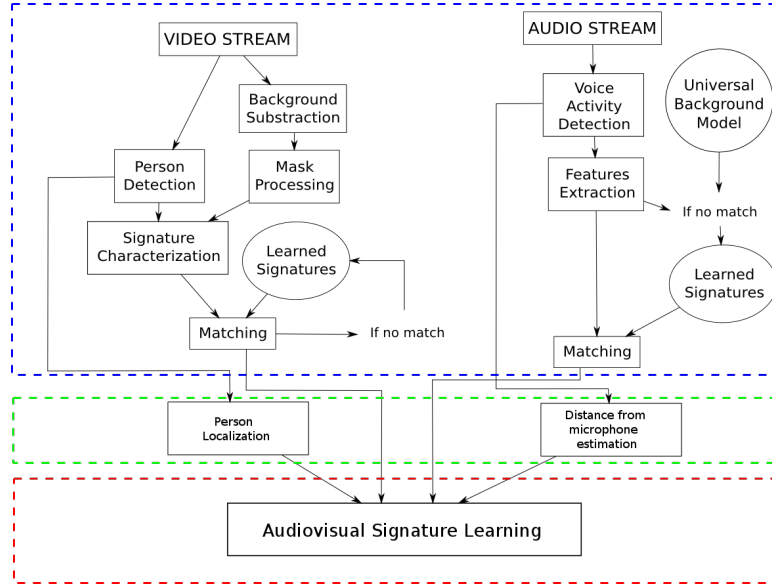 VIDEO STREAM
AUDIO STREAM
Background
Substraction
Voice
Activity
Detection
Universal
Background
Model
Person
Detection
Mask
Processing
Features
Extraction
If no match
Signature
Characterization
Learned
Signatures
Learned
Signatures
Matching
If no match
Matching
Person
Localization
Distance from
microphone
estimation
Audiovisual Signature Learning